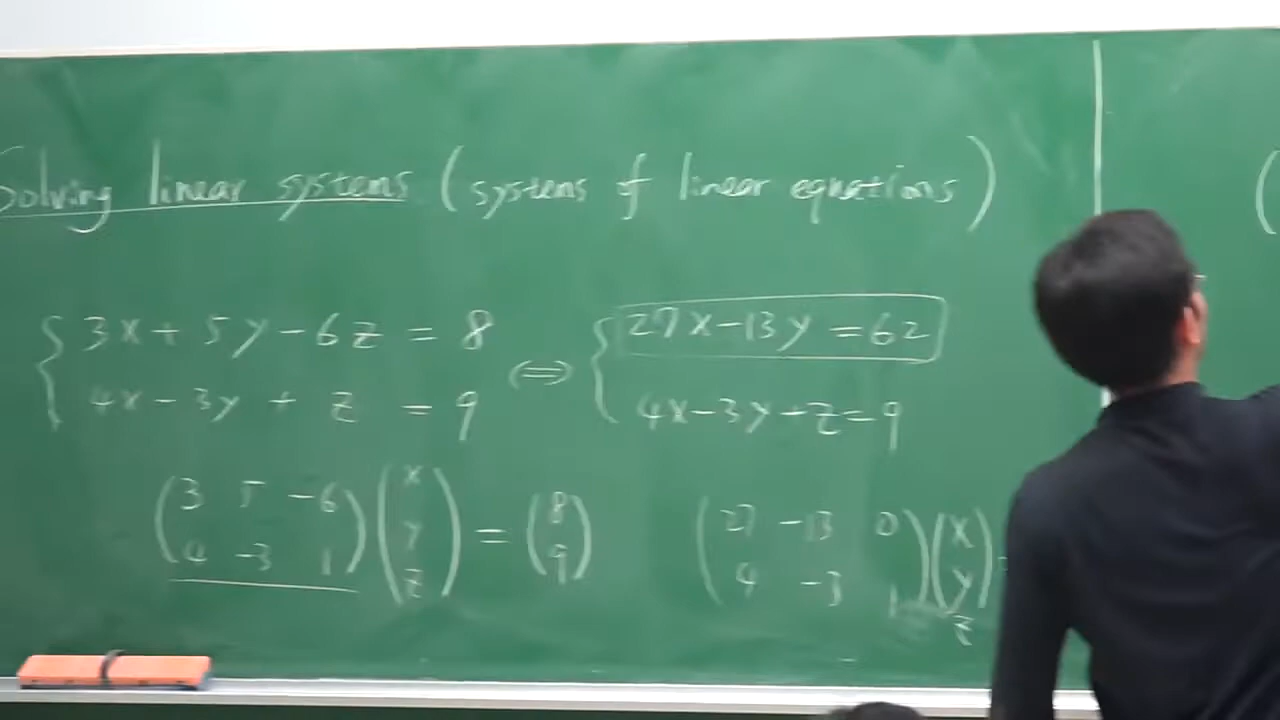 Solving linear systems (systems of linear equations)
3x + 5y - 6z = 8
4x - 3y + z = 9
⇔
27x - 13y = 62
4x - 3y + z = 9
(3 5 -6
4 -3 1) (x
y
z) = (8
9)
(27 -13 0
4 -3 1) (x
y
z)
(